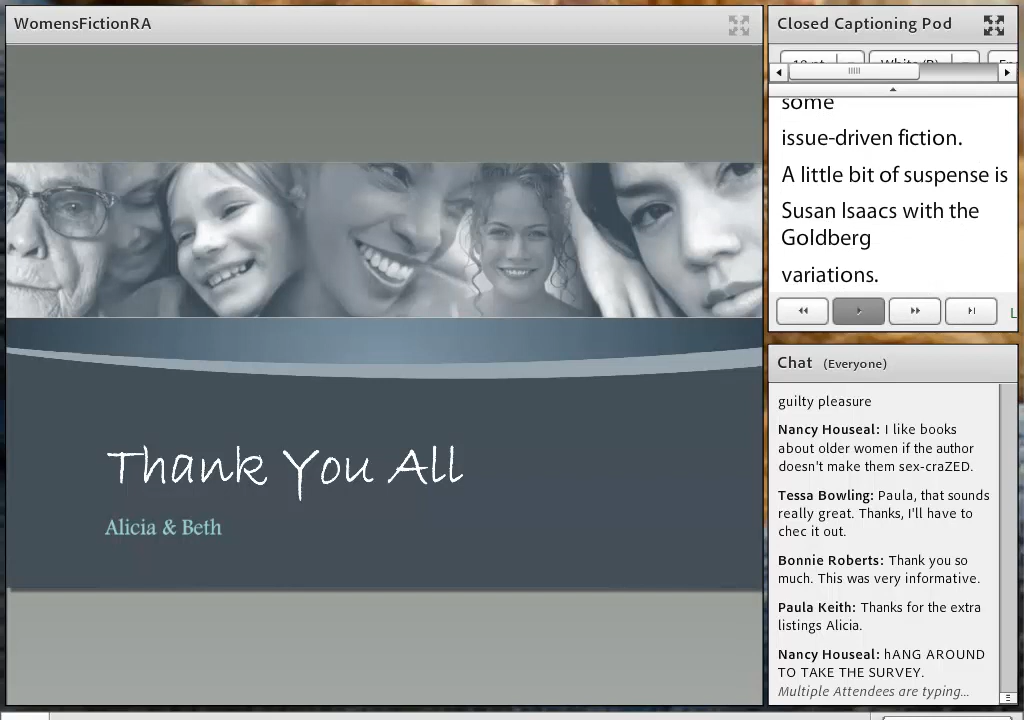 WomensFictionRA
Thank You All
Alicia & Beth
Closed Captioning Pod
some
issue-driven fiction.
A little bit of suspense is
Susan Isaacs with the
Goldberg
variations.
Chat (Everyone)
guilty pleasure
Nancy Houseal: I like books
about older women if the author
doesn't make them sex-craZED.
Tessa Bowling: Paula, that sounds
really great. Thanks, I'll have to
chec it out.
Bonnie Roberts: Thank you so
much. This was very informative.
Paula Keith: Thanks for the extra
listings Alicia.
Nancy Houseal: hANG AROUND
TO TAKE THE SURVEY.
Multiple Attendees are typing...